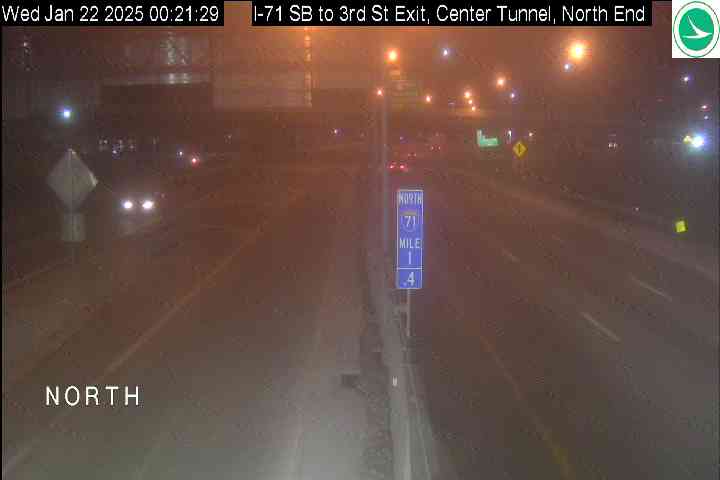 Wed Jan 22 2025 00:21:29
I-71 SB to 3rd St Exit, Center Tunnel, North End
NORTH
71
MILE
1
.4
NORTH